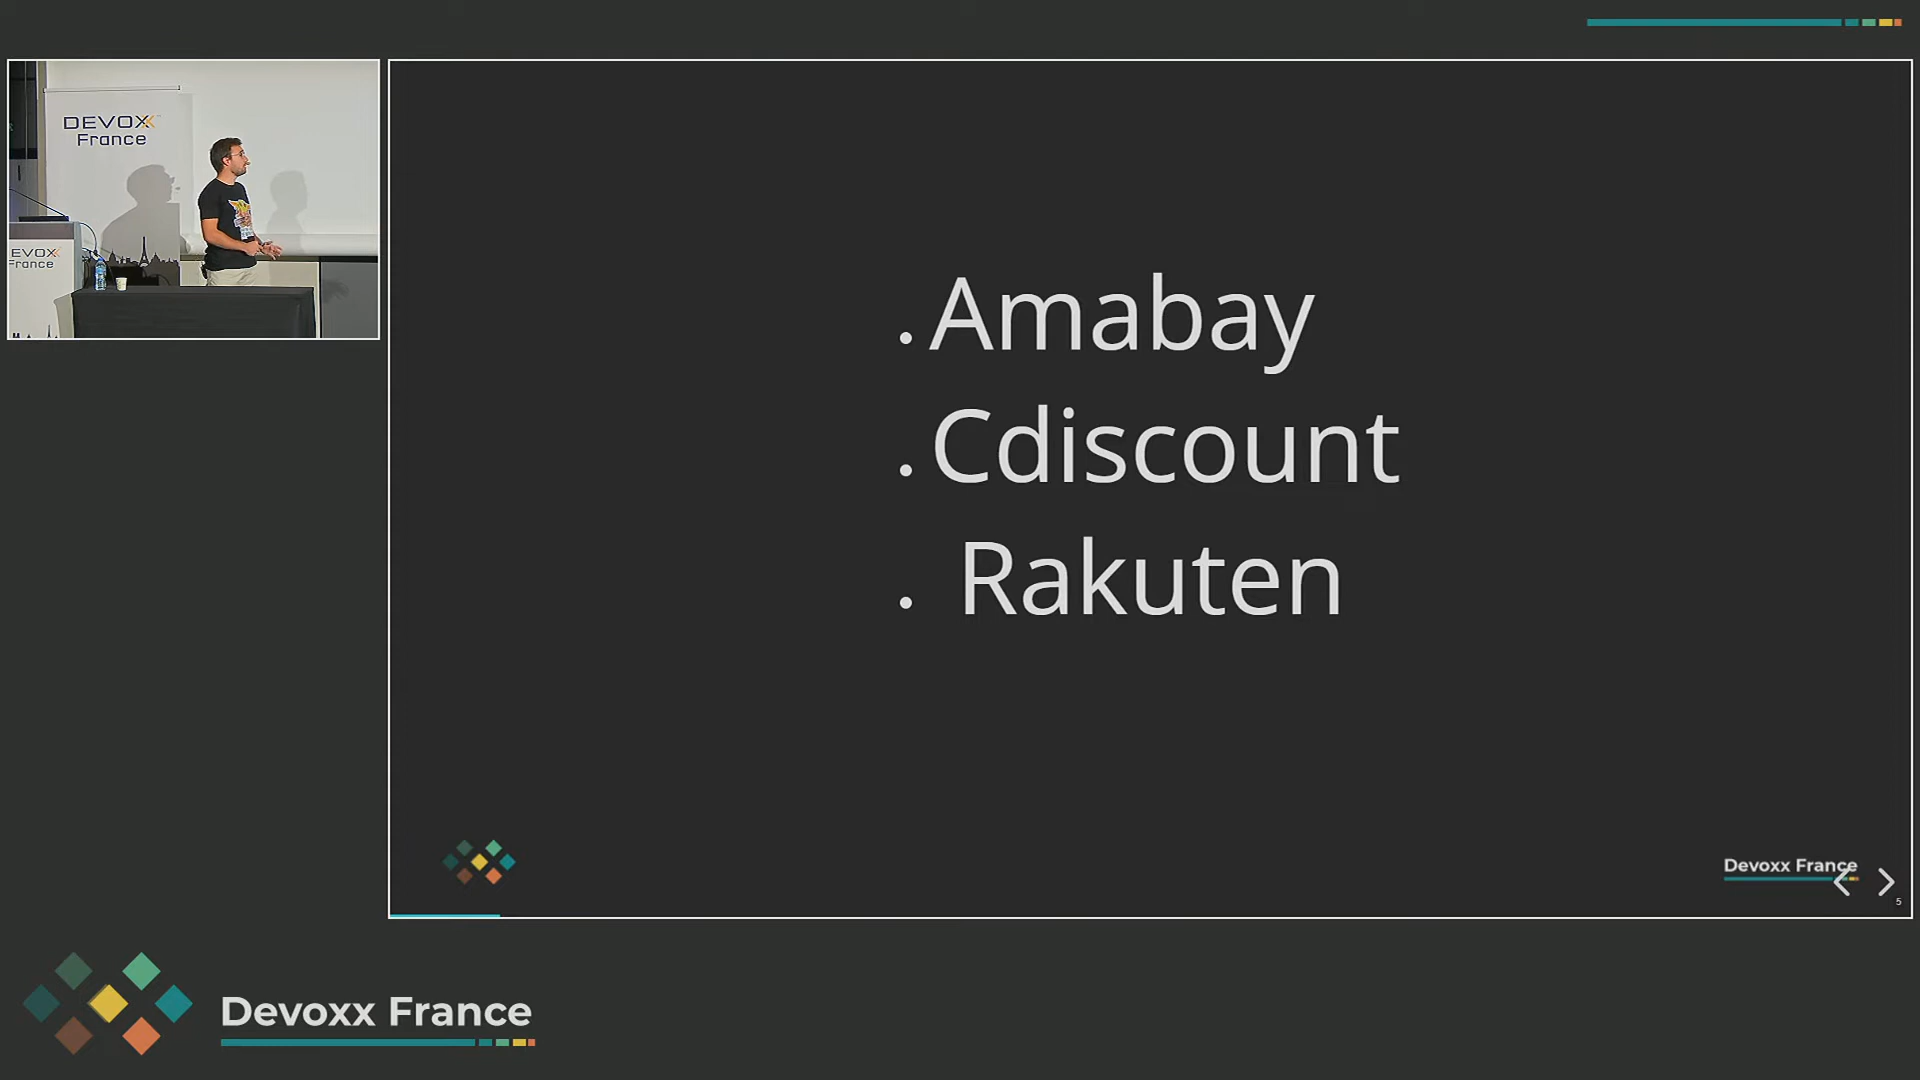 DEVOXX
France
EVOXX
France
Amabay
Cdiscount
Rakuten
Devoxx France
5
Devoxx France